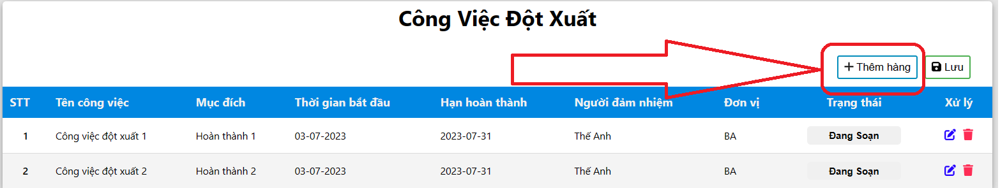 Công Việc Đột Xuất
Thêm hàng Lưu
STT Tên công việc Mục đích Thời gian bắt đầu Hạn hoàn thành Người đảm nhiệm Đơn vị Trạng thái Xử lý
1 Công việc đột xuất 1 Hoàn thành 1 03-07-2023 2023-07-31 Thế Anh BA Đang Soạn
2 Công việc đột xuất 2 Hoàn thành 2 03-07-2023 2023-07-31 Thế Anh BA Đang Soạn